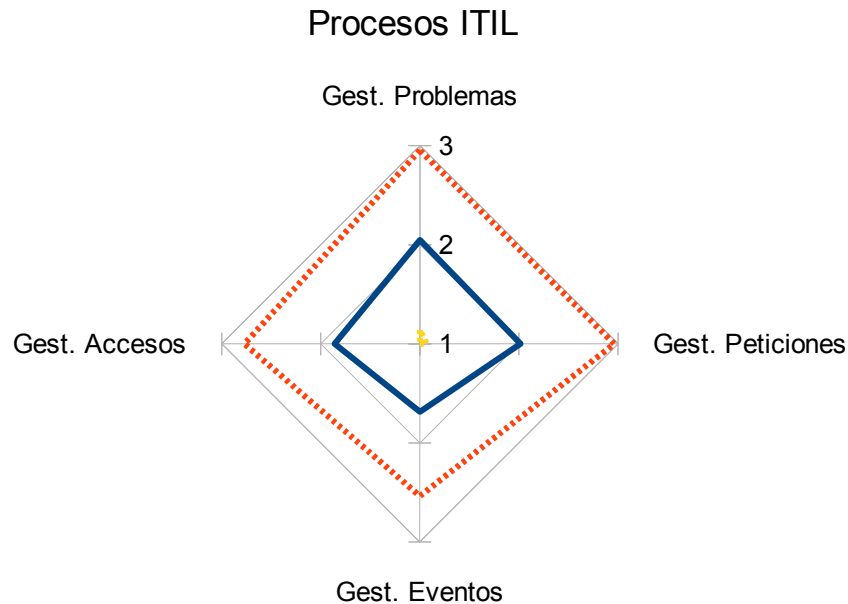 Procesos ITIL
Gest. Problemas
3
2
Gest. Accesos
1
Gest. Peticiones
Gest. Eventos